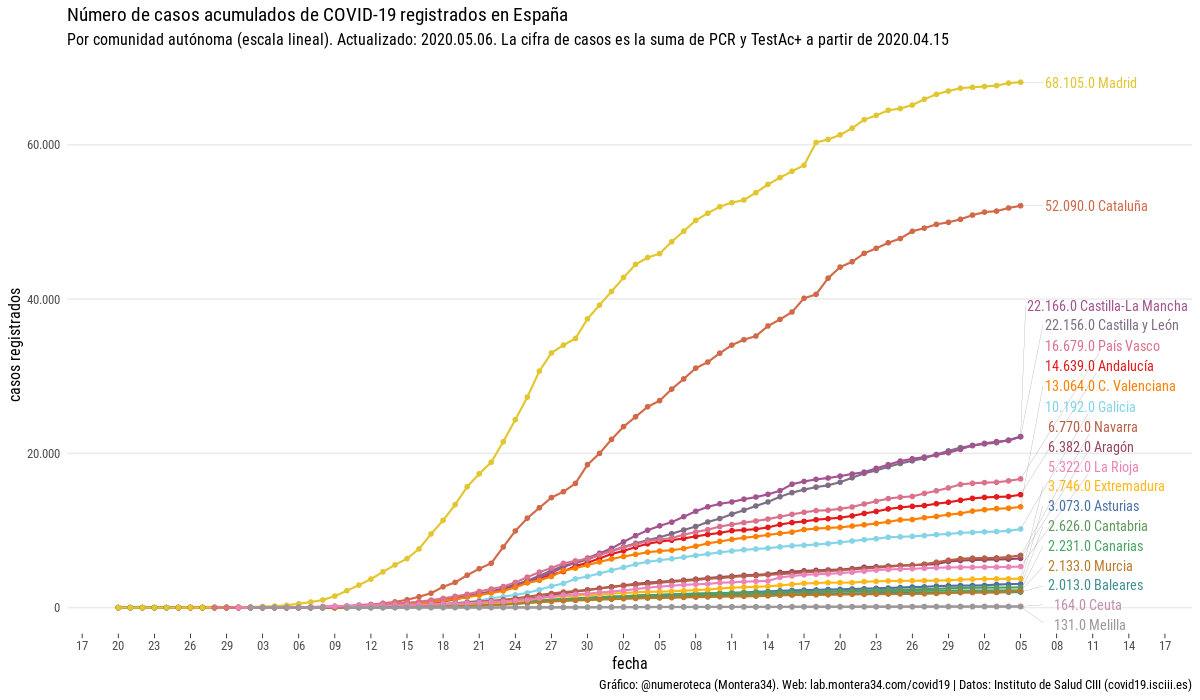 Número de casos acumulados de COVID-19 registrados en España
Por comunidad autónoma (escala lineal). Actualizado: 2020.05.06. La cifra de casos es la suma de PCR y TestAc+ a partir de 2020.04.15
casos registrados
60.000
40.000
20.000
0
68.105.0 Madrid
52.090.0 Cataluña
22.166.0 Castilla-La Mancha
22.156.0 Castilla y León
16.679.0 País Vasco
14.639.0 Andalucía
13.064.0 C. Valenciana
10.192.0 Galicia
6.770.0 Navarra
6.382.0 Aragón
5.322.0 La Rioja
3.746.0 Extremadura
3.073.0 Asturias
2.626.0 Cantabria
2.231.0 Canarias
2.133.0 Murcia
2.013.0 Baleares
164.0 Ceuta
131.0 Melilla
17 20 23 26 29 03 06 09 12 15 18 21 24 27 30 02 05 08 11 14 17 20 23 26 29 02 05 08 11 14 17
fecha
Gráfico: @numeroteca (Montera34). Web: lab.montera34.com/covid19 | Datos: Instituto de Salud CIII (covid19.isciii.es)